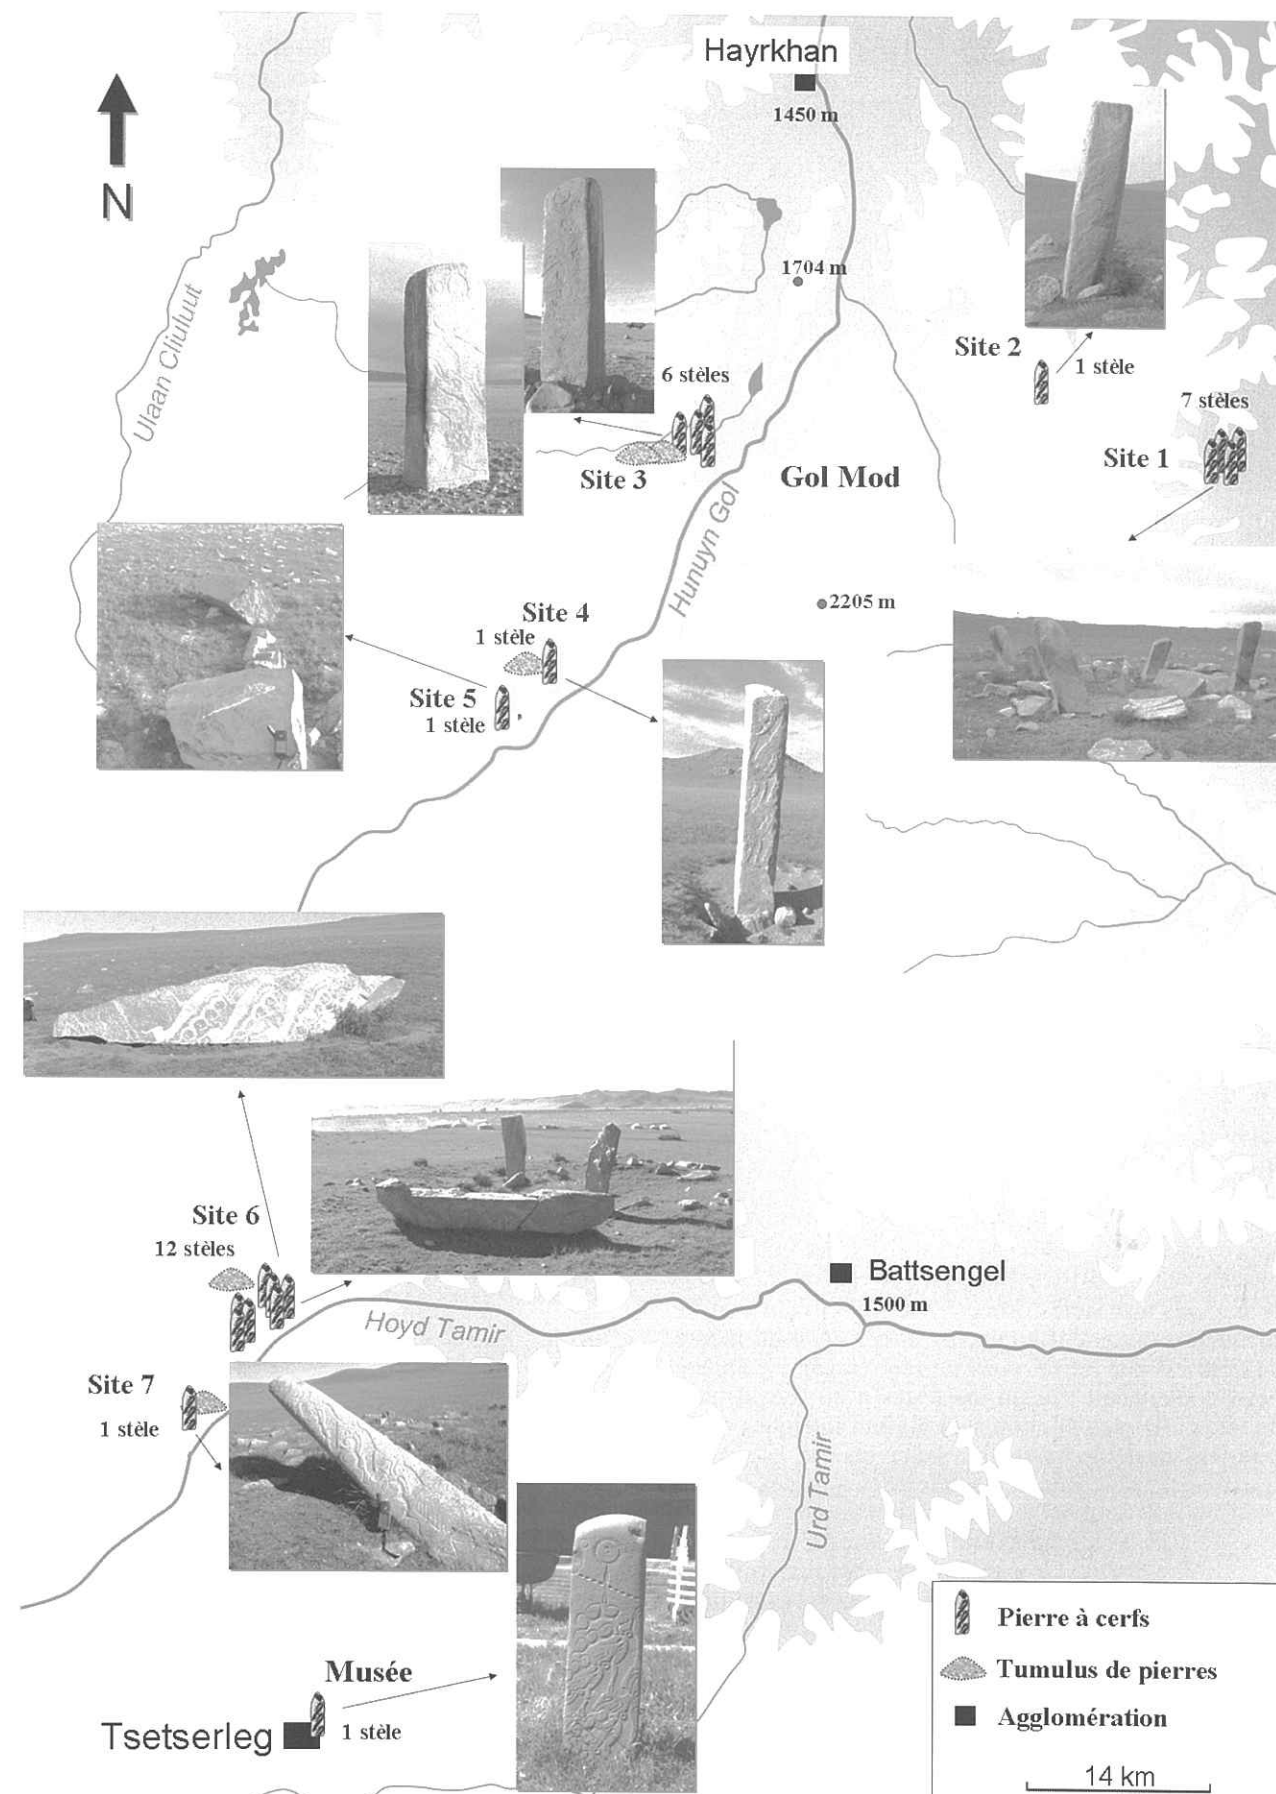 Hayrkhan
1450 m
N
1704 m
Ulaan Cliuluut
Site 2
1 stèle
6 stèles
7 stèles
Site 1
Site 3
Gol Mod
Hunuyn Gol
2205 m
Site 4
1 stèle
Site 5
1 stèle
Site 6
12 stèles
Battsengel
1500 m
Hoyd Tamir
Site 7
1 stèle
Urd Tamir
Pierre à cerfs
Tumulus de pierres
Agglomération
14 km
Musée
1 stèle
Tsetserleg